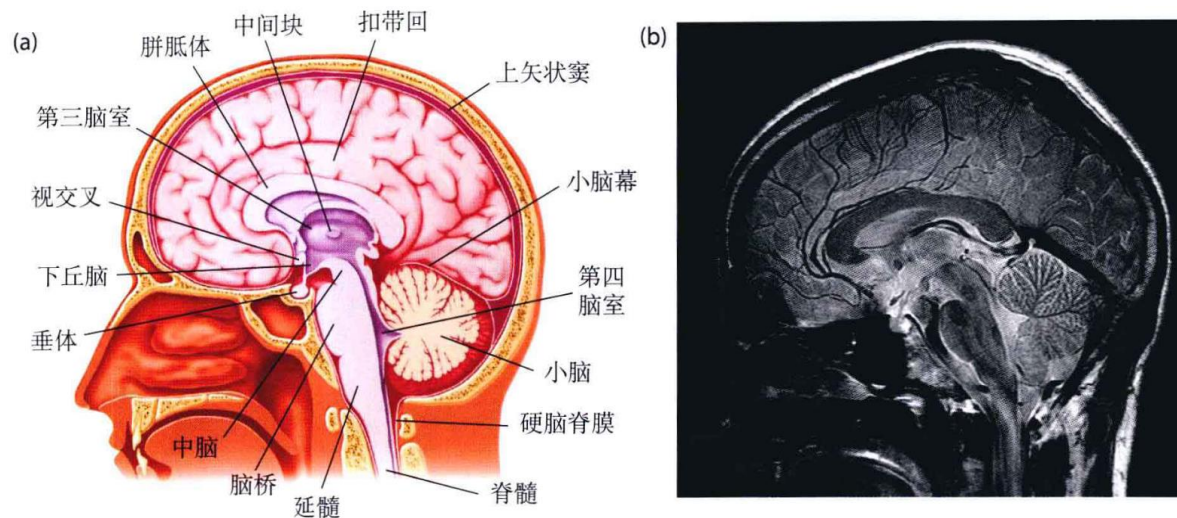 (a)
中间块
扣带回
胼胝体
上矢状窦
第三脑室
小脑幕
视交叉
下丘脑
第四
脑室
垂体
小脑
中脑
硬脑脊膜
脑桥
延髓
脊髓
(b)